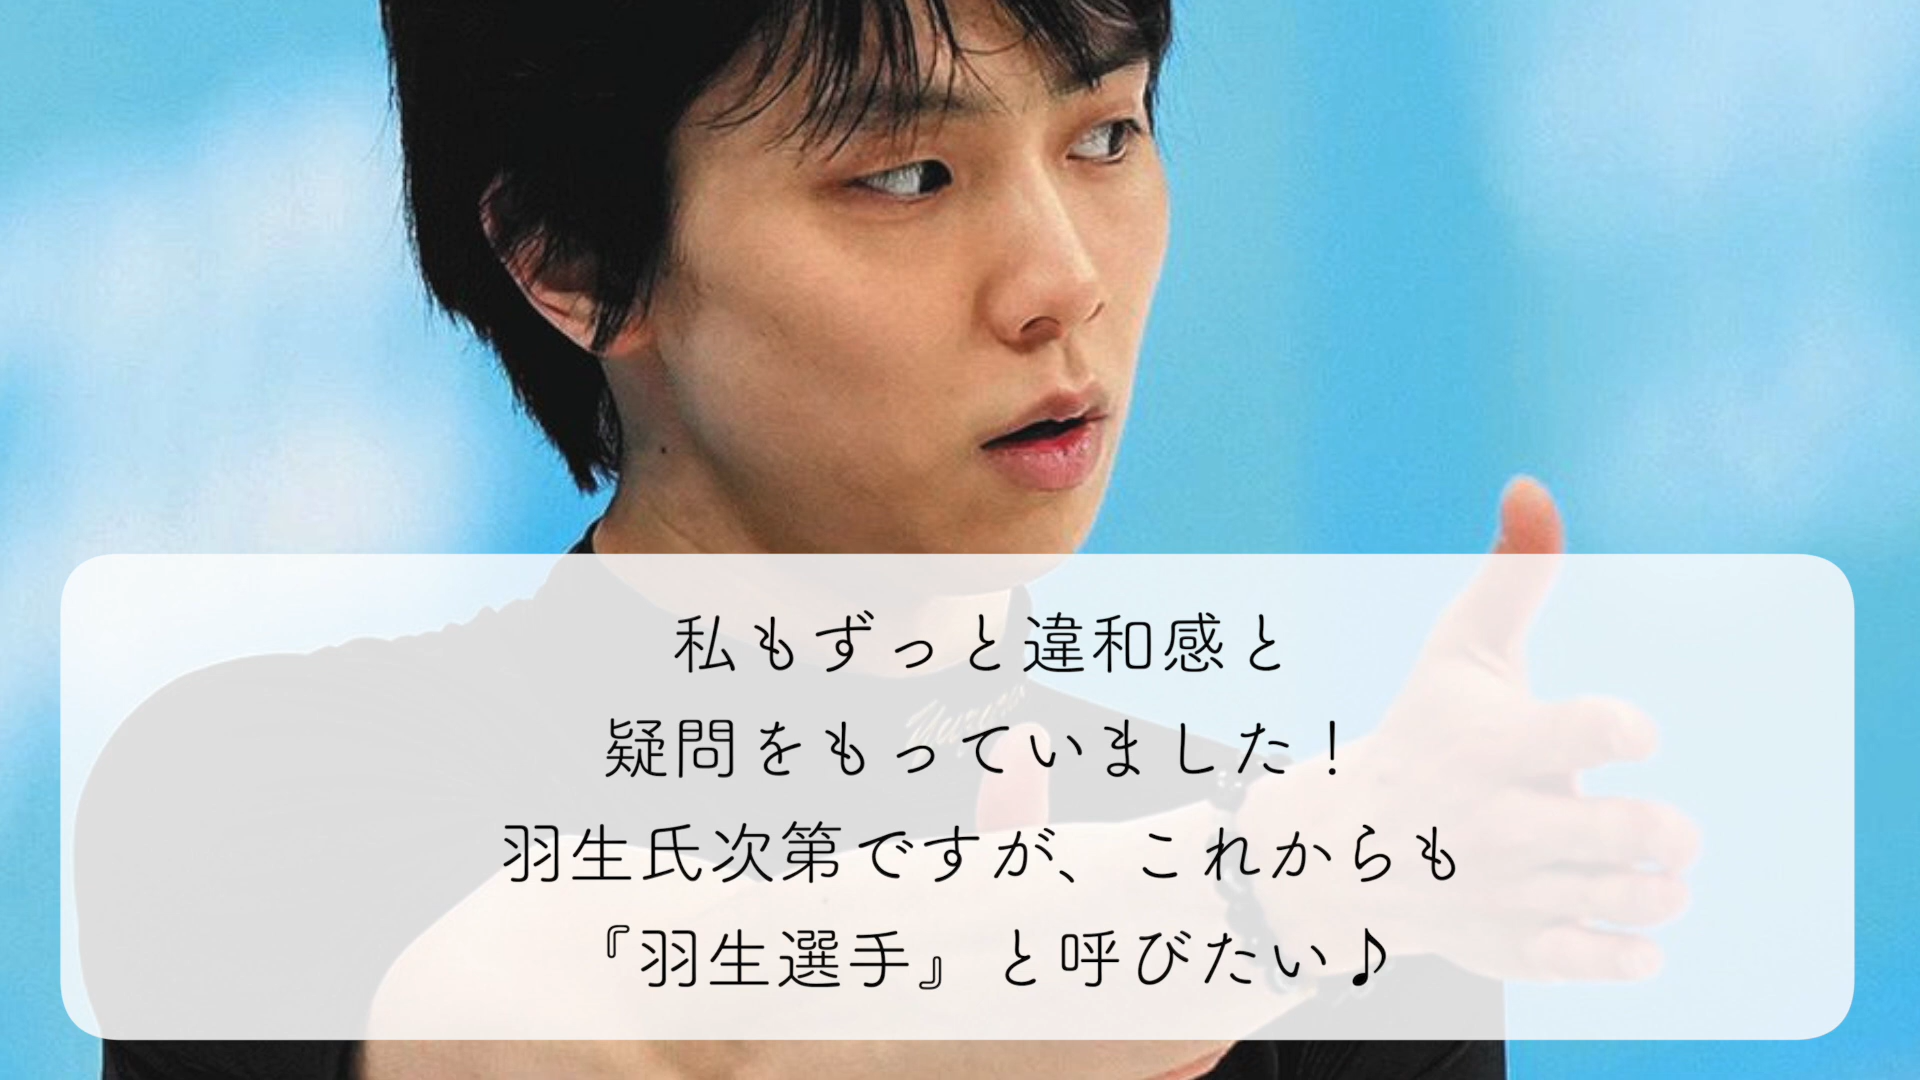 私もずっと違和感と
疑問をもっていました！
羽生氏次第ですが、これからも
『羽生選手』と呼びたい♪